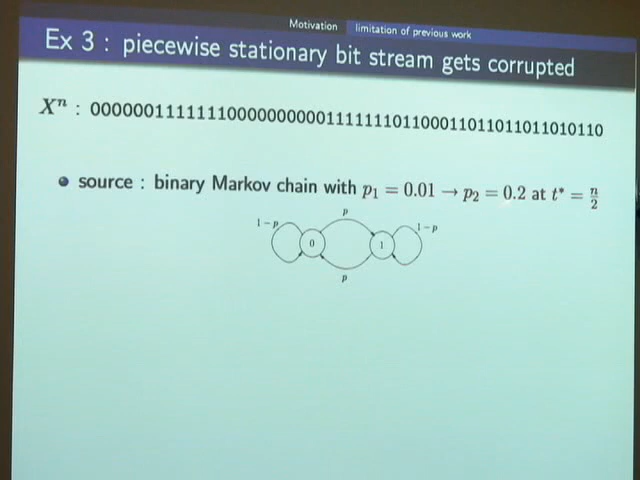 Motivation limitation of previous work
Ex 3 : piecewise stationary bit stream gets corrupted
Xⁿ : 0000001111111000000000011111110110001101101101010110
source : binary Markov chain with p₁ = 0.01 → p₂ = 0.2 at t* = n/2
p
1−p 0 1 1−p
p